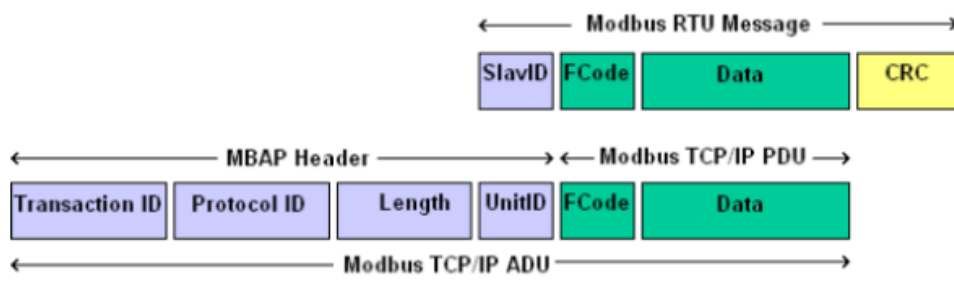 Modbus RTU Message
SlavID FCode Data CRC
MBAP Header Modbus TCP/IP PDU
Transaction ID Protocol ID Length UnitID FCode Data
Modbus TCP/IP ADU